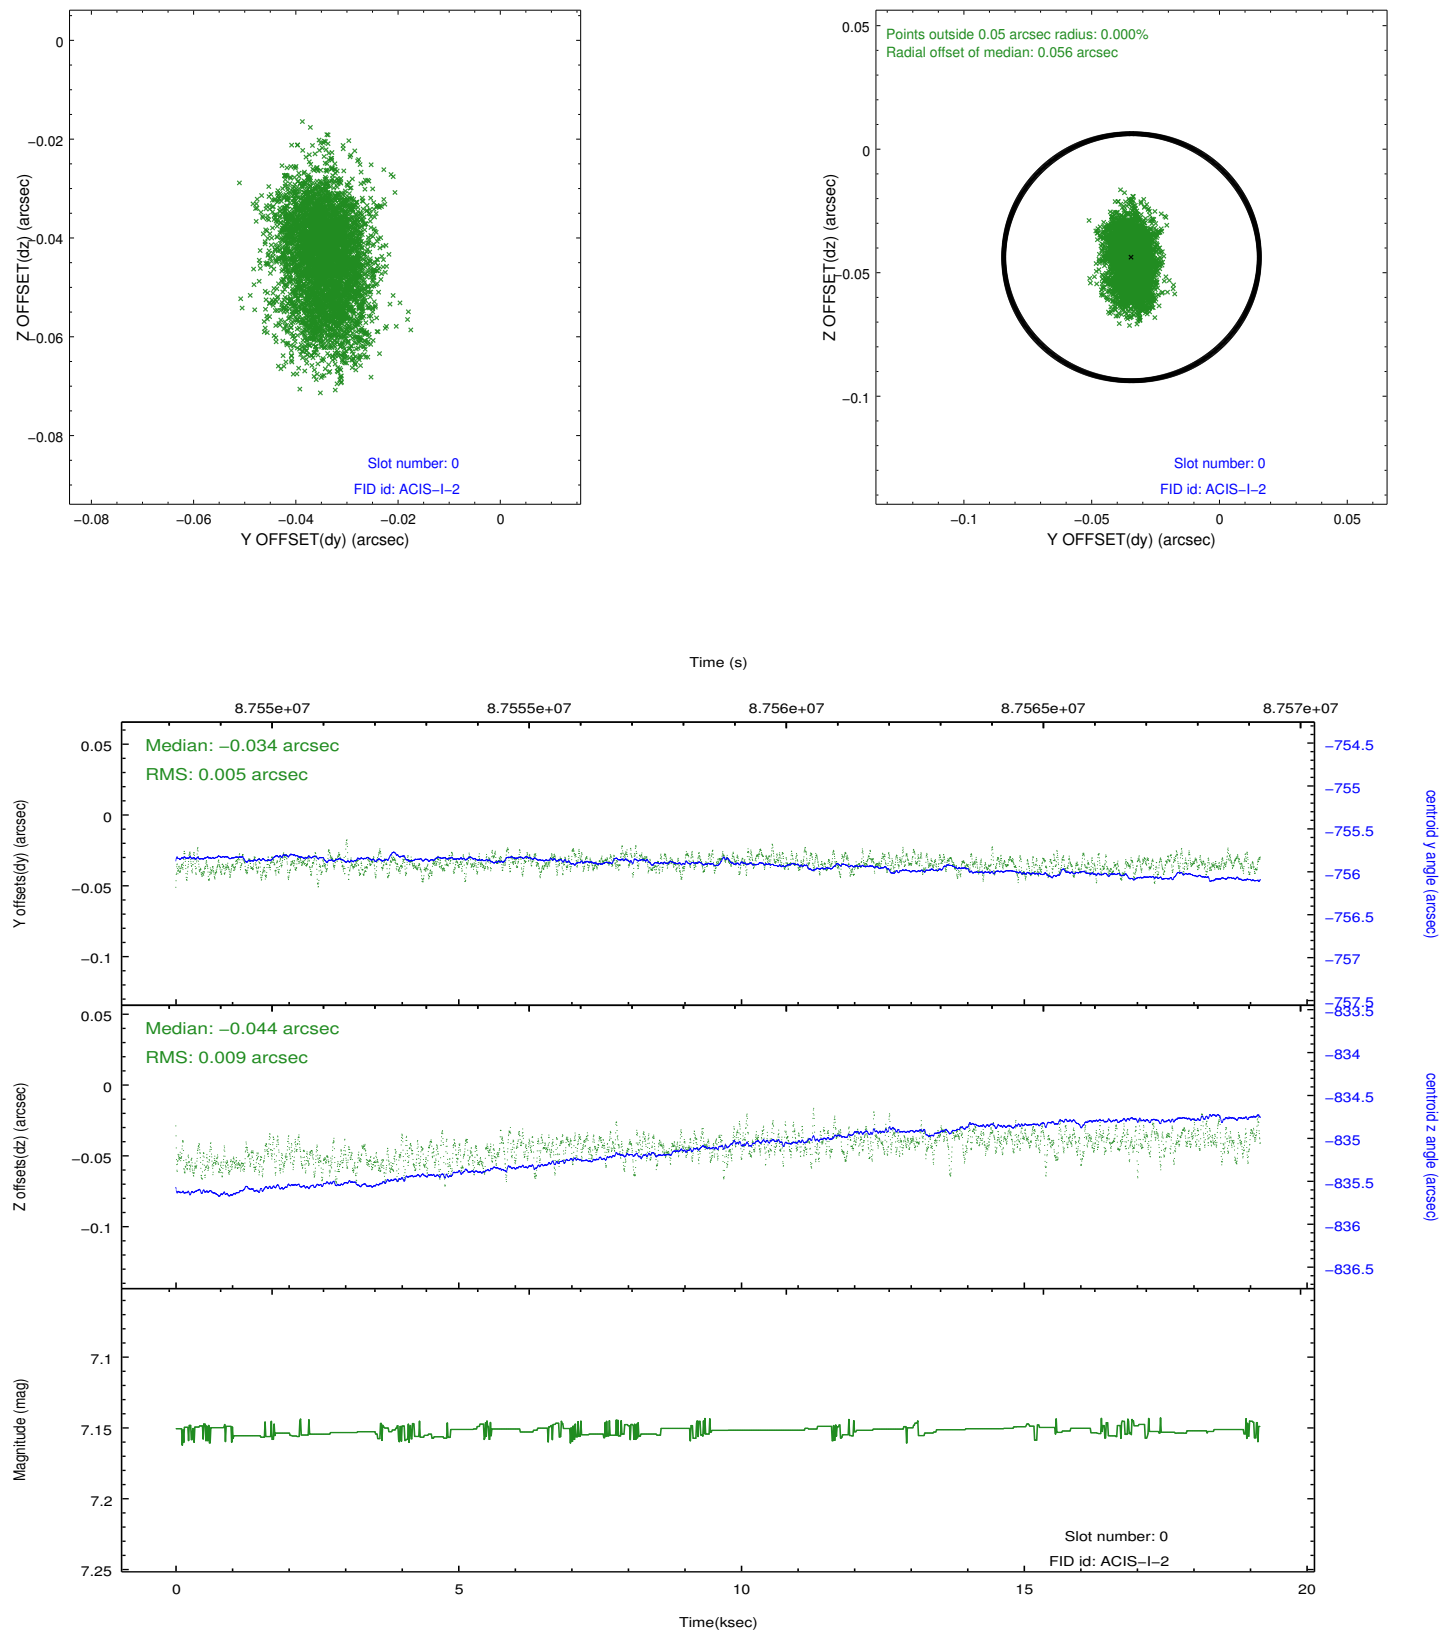 0
−0.02
−0.04
−0.06
−0.08
Z OFFSET(dz) (arcsec)
Slot number: 0
FID id: ACIS−I−2
−0.08
−0.06
−0.04
−0.02
0
Y OFFSET(dy) (arcsec)
0.05
0
−0.05
−0.1
Z OFFSET(dz) (arcsec)
Points outside 0.05 arcsec radius: 0.000%
Radial offset of median: 0.056 arcsec
Slot number: 0
FID id: ACIS−I−2
−0.1
−0.05
0
0.05
Y OFFSET(dy) (arcsec)
Time (s)
8.755e+07
8.7555e+07
8.756e+07
8.7565e+07
8.757e+07
0.05
0
−0.05
−0.1
Y offsets(dy) (arcsec)
Median: −0.034 arcsec
RMS: 0.005 arcsec
−754.5
−755
−755.5
−756
−756.5
−757
−757.5
centroid y angle (arcsec)
0.05
0
−0.05
−0.1
Z offsets(dz) (arcsec)
Median: −0.044 arcsec
RMS: 0.009 arcsec
−833.5
−834
−834.5
−835
−835.5
−836
−836.5
centroid z angle (arcsec)
7.1
7.15
7.2
7.25
Magnitude (mag)
Slot number: 0
FID id: ACIS−I−2
0
5
10
15
20
Time(ksec)